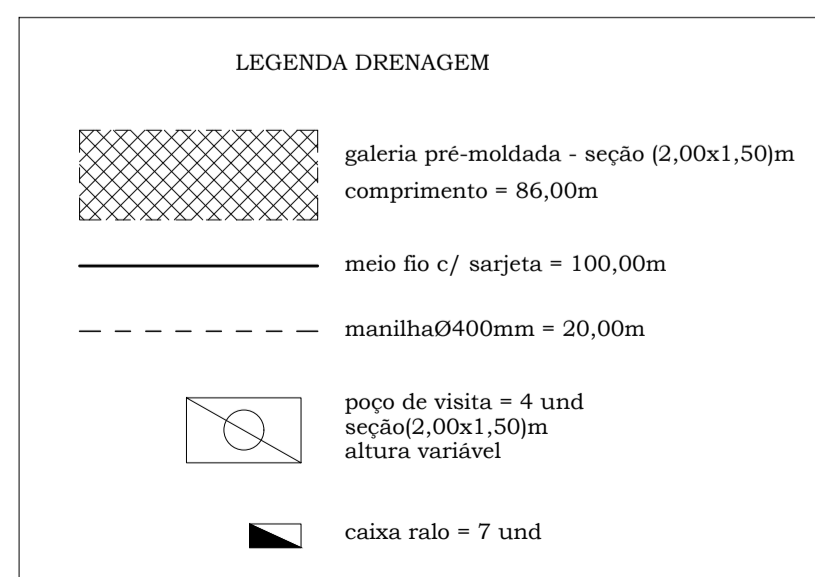 LEGENDA DRENAGEM
galeria pré-moldada - seção (2,00x1,50)m
comprimento = 86,00m
meio fio c/ sarjeta = 100,00m
manilhaØ400mm = 20,00m
poço de visita = 4 und
seção(2,00x1,50)m
altura variável
caixa ralo = 7 und